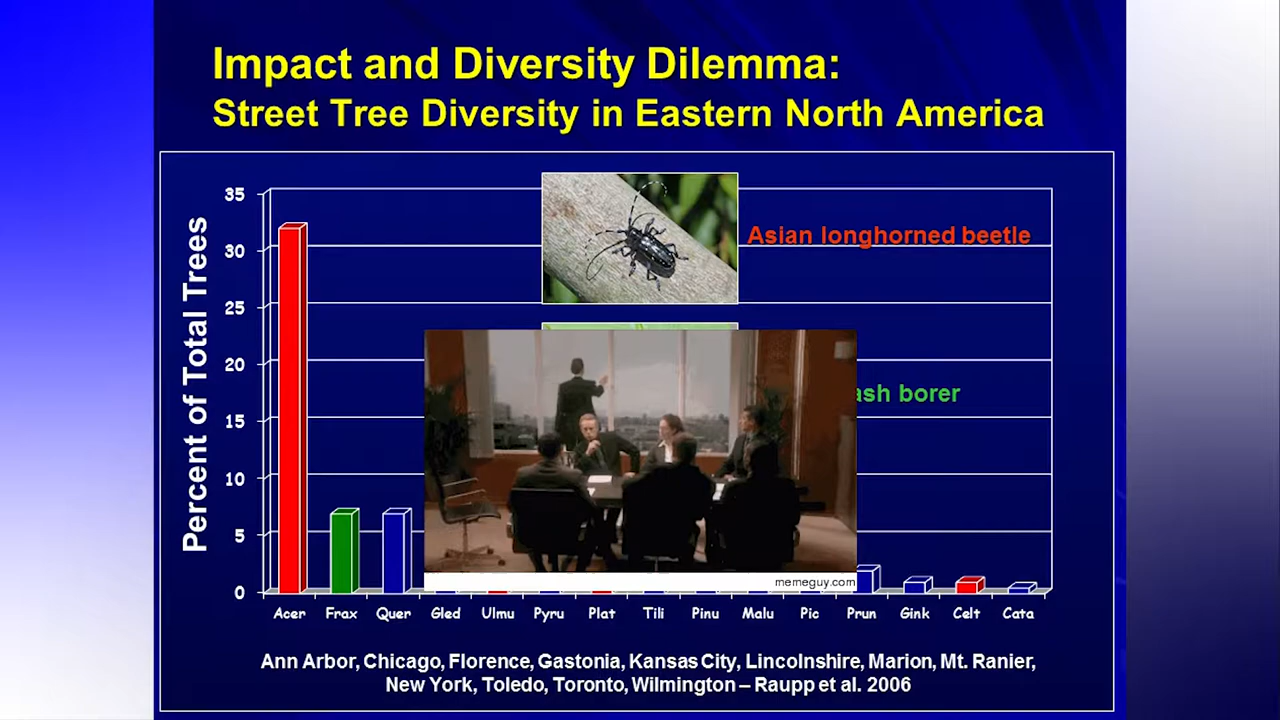 Impact and Diversity Dilemma:
Street Tree Diversity in Eastern North America
Percent of Total Trees
35
30
25
20
15
10
5
0
Asian longhorned beetle
ash borer
memeguy.com
Acer Frax Quer Gled Ulmu Pyru Plat Tili Pinu Malu Pic Prun Gink Celt Cata
Ann Arbor, Chicago, Florence, Gastonia, Kansas City, Lincolnshire, Marion, Mt. Ranier,
New York, Toledo, Toronto, Wilmington – Raupp et al. 2006